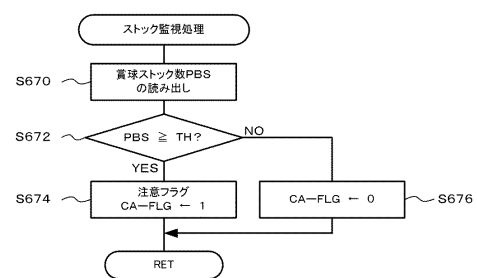 ストック監視処理
S670
賞球ストック数PBS
の読み出し
S672
PBS ≧ TH?
NO
YES
S674
注意フラグ
CA-FLG ← 1
CA-FLG ← 0
S676
RET